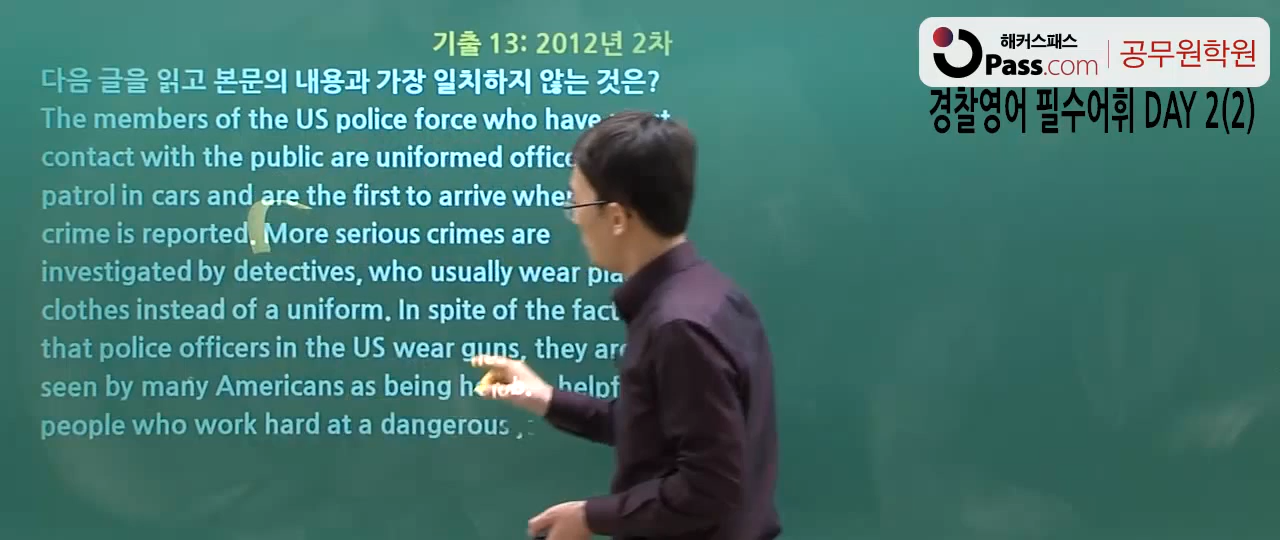 기출 13: 2012년 2차
다음 글을 읽고 본문의 내용과 가장 일치하지 않는 것은?
The members of the US police force who have
contact with the public are uniformed
patrol in cars and are the first to arrive
crime is reported. More serious crimes are
investigated by detectives, who usually wear
clothes instead of a uniform. In spite of the fact
that police officers in the US wear guns, they are
seen by many Americans as being
people who work hard at a dangerous
해커스패스
Pass.com
공무원학원
경찰영어 필수어휘 DAY 2(2)